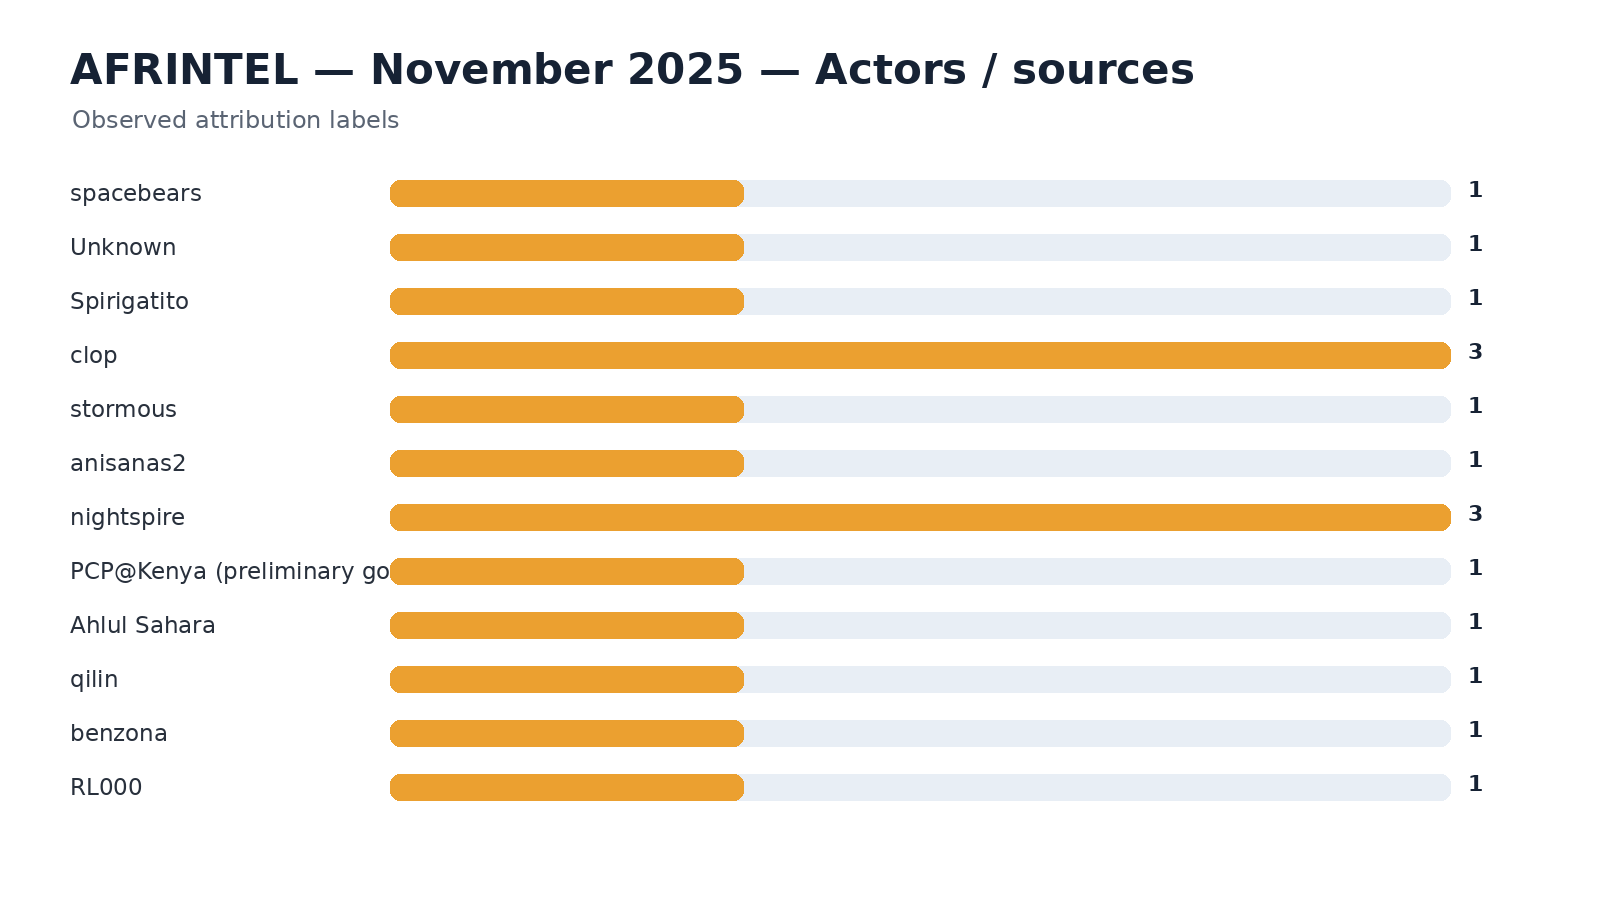 AFRINTEL — November 2025 — Actors / sources
Observed attribution labels
spacebears 1
Unknown 1
Spirigatito 1
clop 3
stormous 1
anisanas2 1
nightspire 3
PCP@Kenya (preliminary go 1
Ahlul Sahara 1
qilin 1
benzona 1
RL000 1